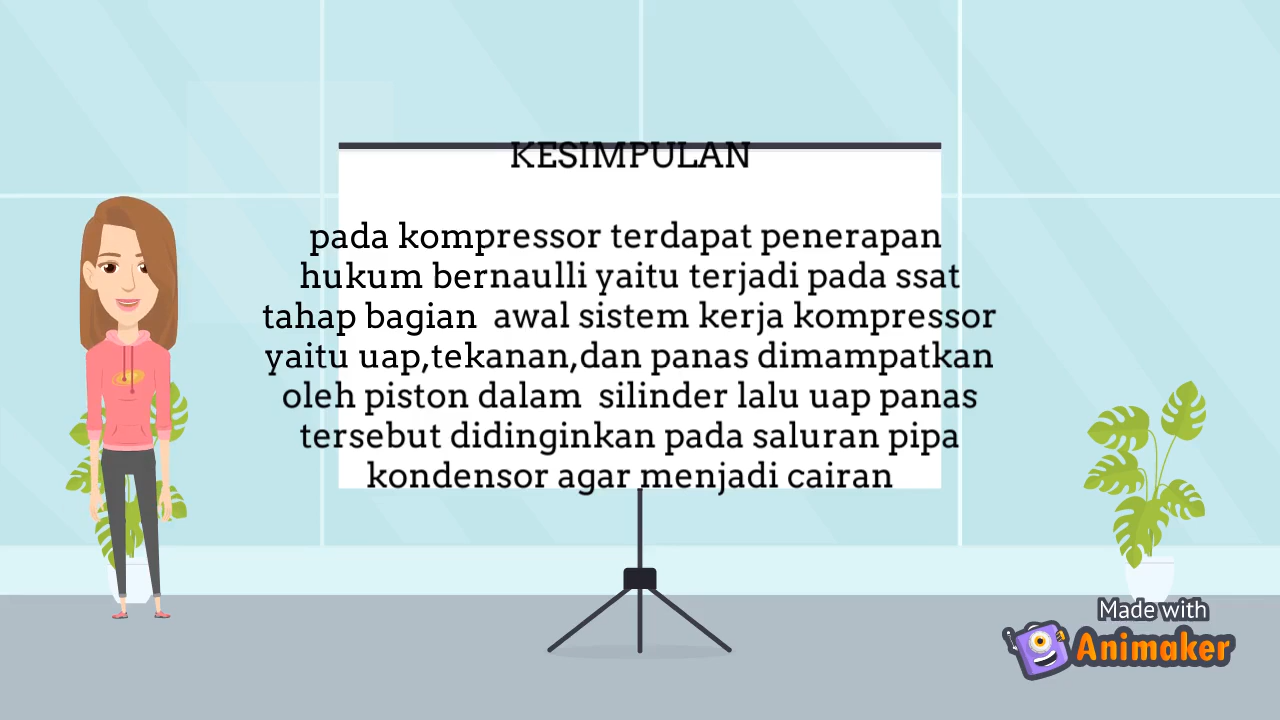 KESIMPULAN
pada kompressor terdapat penerapan
hukum bernaulli yaitu terjadi pada ssat
tahap bagian  awal sistem kerja kompressor
yaitu uap,tekanan,dan panas dimampatkan
oleh piston dalam  silinder lalu uap panas
tersebut didinginkan pada saluran pipa
kondensor agar menjadi cairan
Made with
Animaker